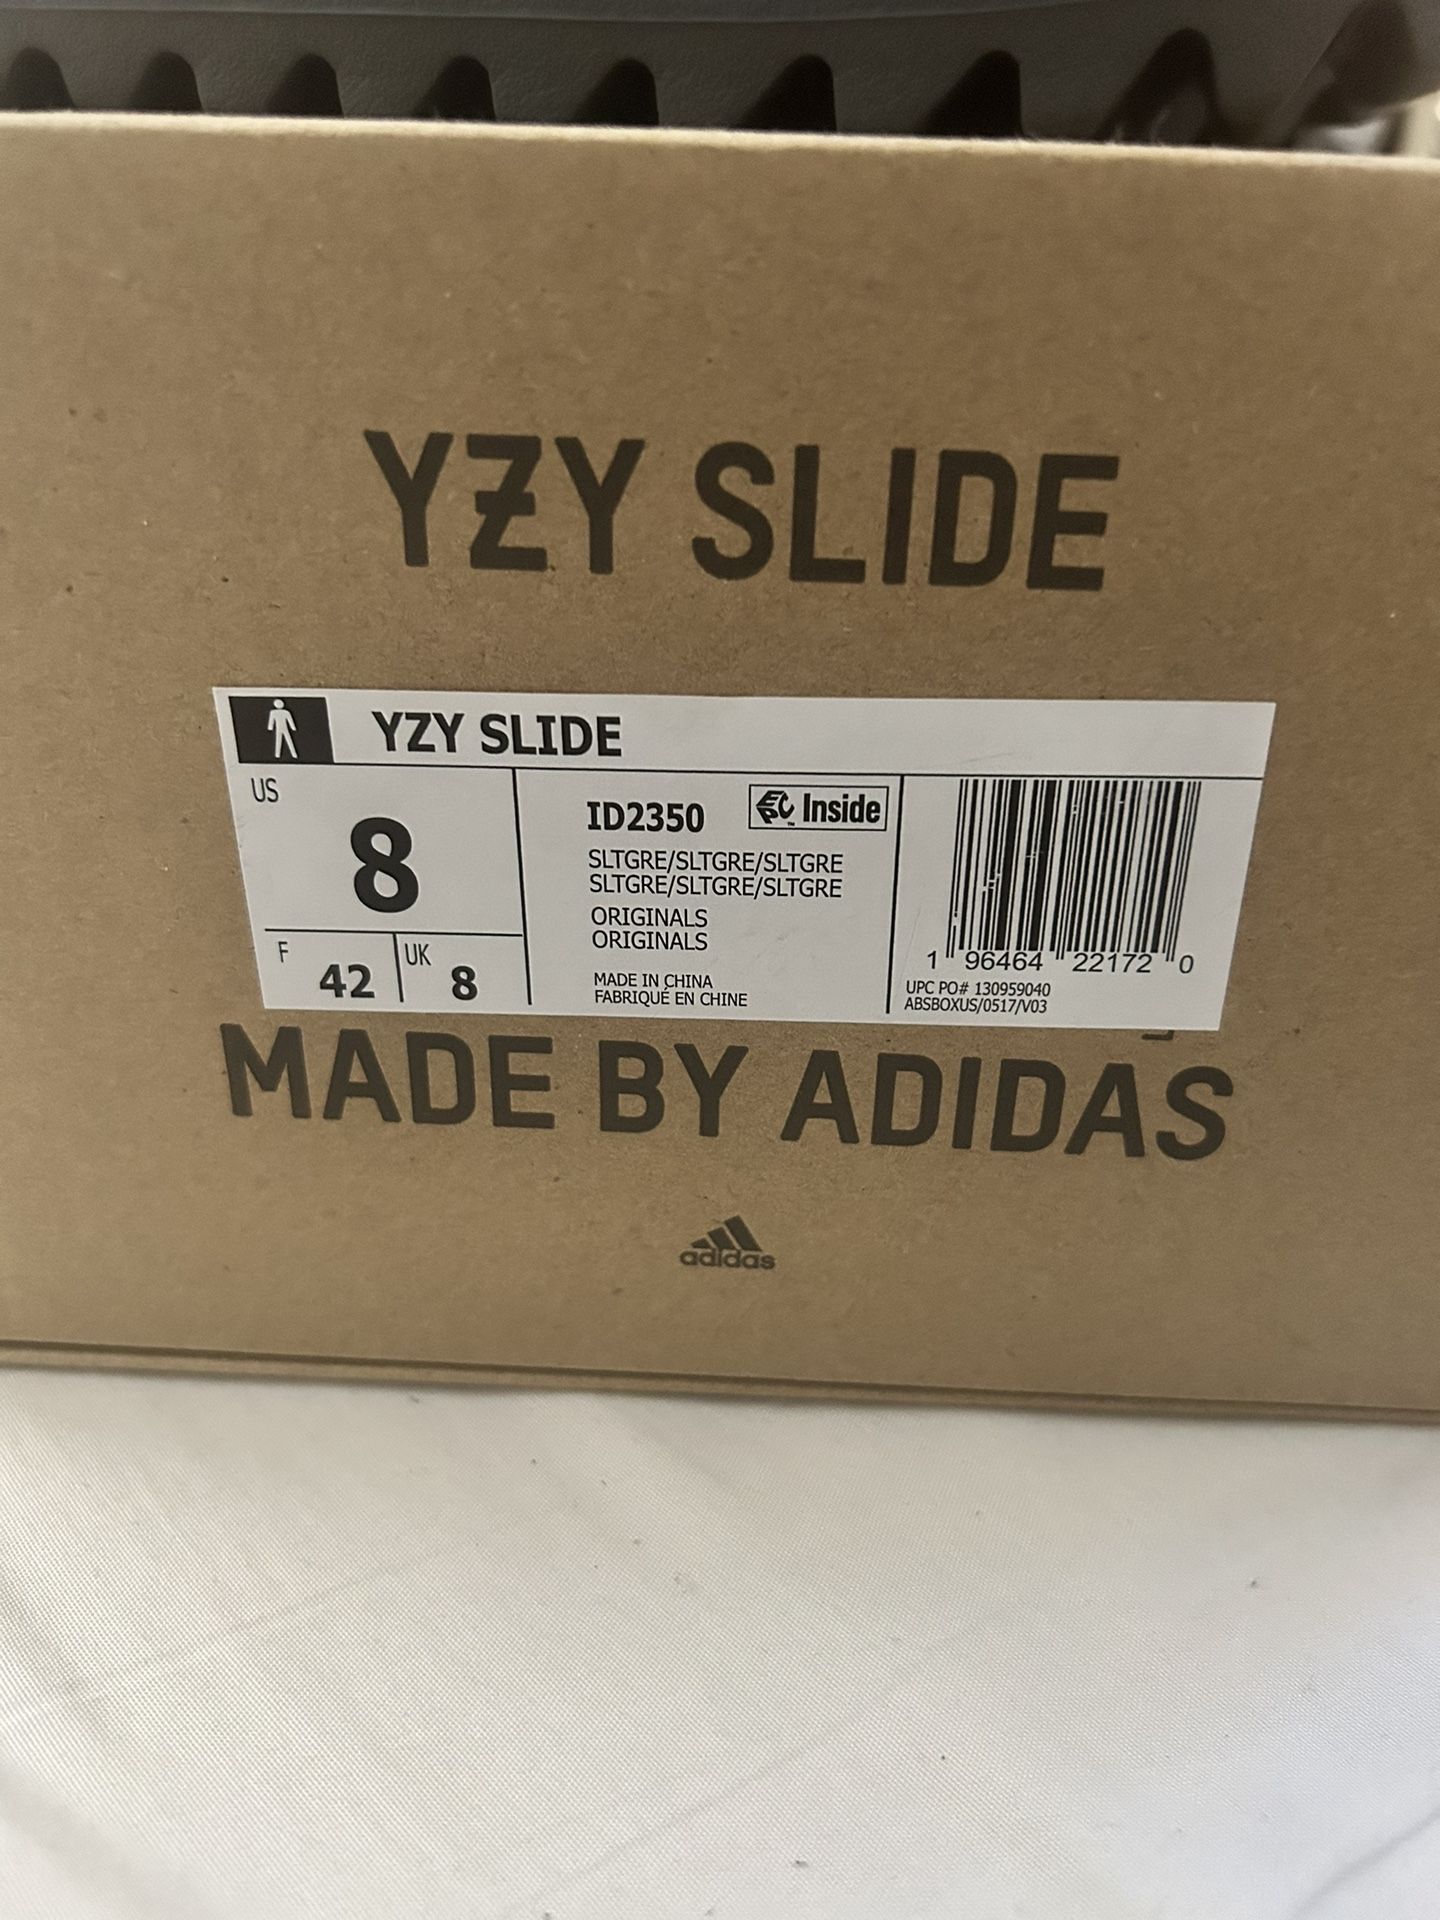 YZY SLIDE
YZY SLIDE
US
8
F 42
UK 8
ID2350
EC™ Inside
SLTGRE/SLTGRE/SLTGRE
SLTGRE/SLTGRE/SLTGRE
ORIGINALS
ORIGINALS
MADE IN CHINA
FABRIQUÉ EN CHINE
1 96464 22172 0
UPC PO# 130959040
ABSBOXUS/0517/V03
MADE BY ADIDAS
adidas